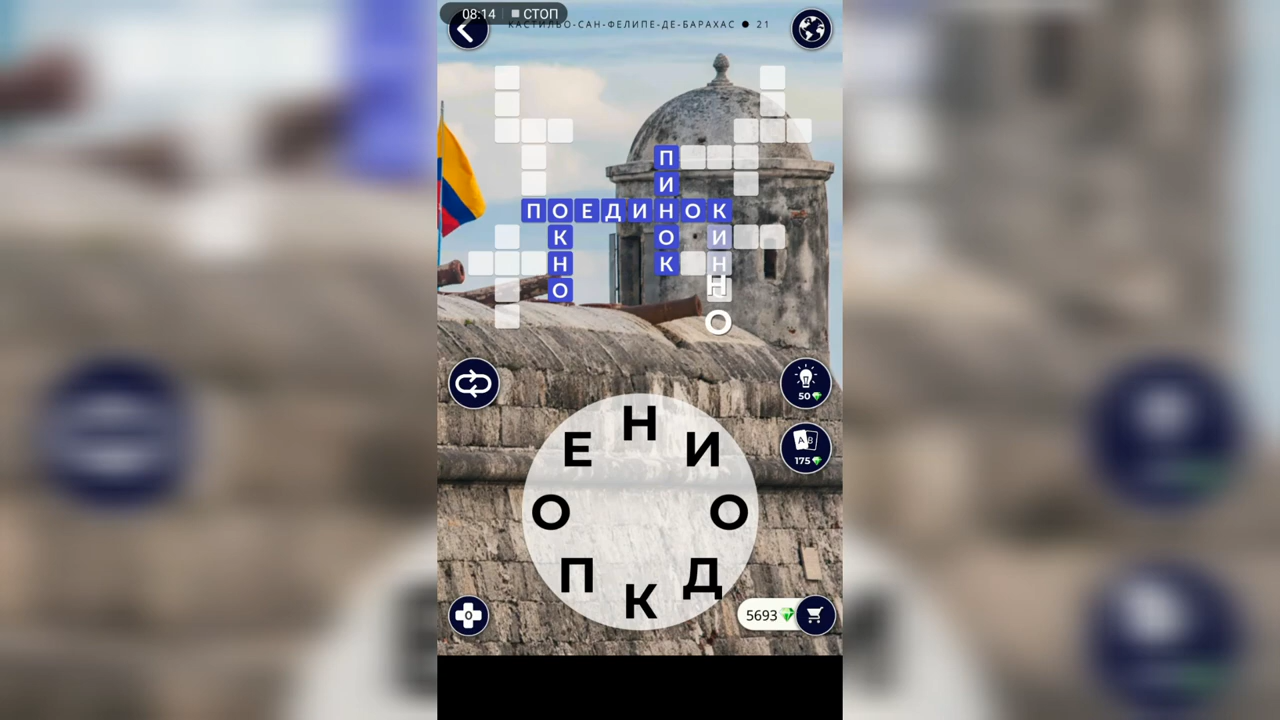 08:14 СТОП
КАСТИЛЬО-САН-ФЕЛИПЕ-ДЕ-БАРАХАС ● 21
П
И
ПОЕДИНОК
К О И
Н К Н
О Н
О
50
A B
175
Н
Е И
О О
П Д
К
0
5693